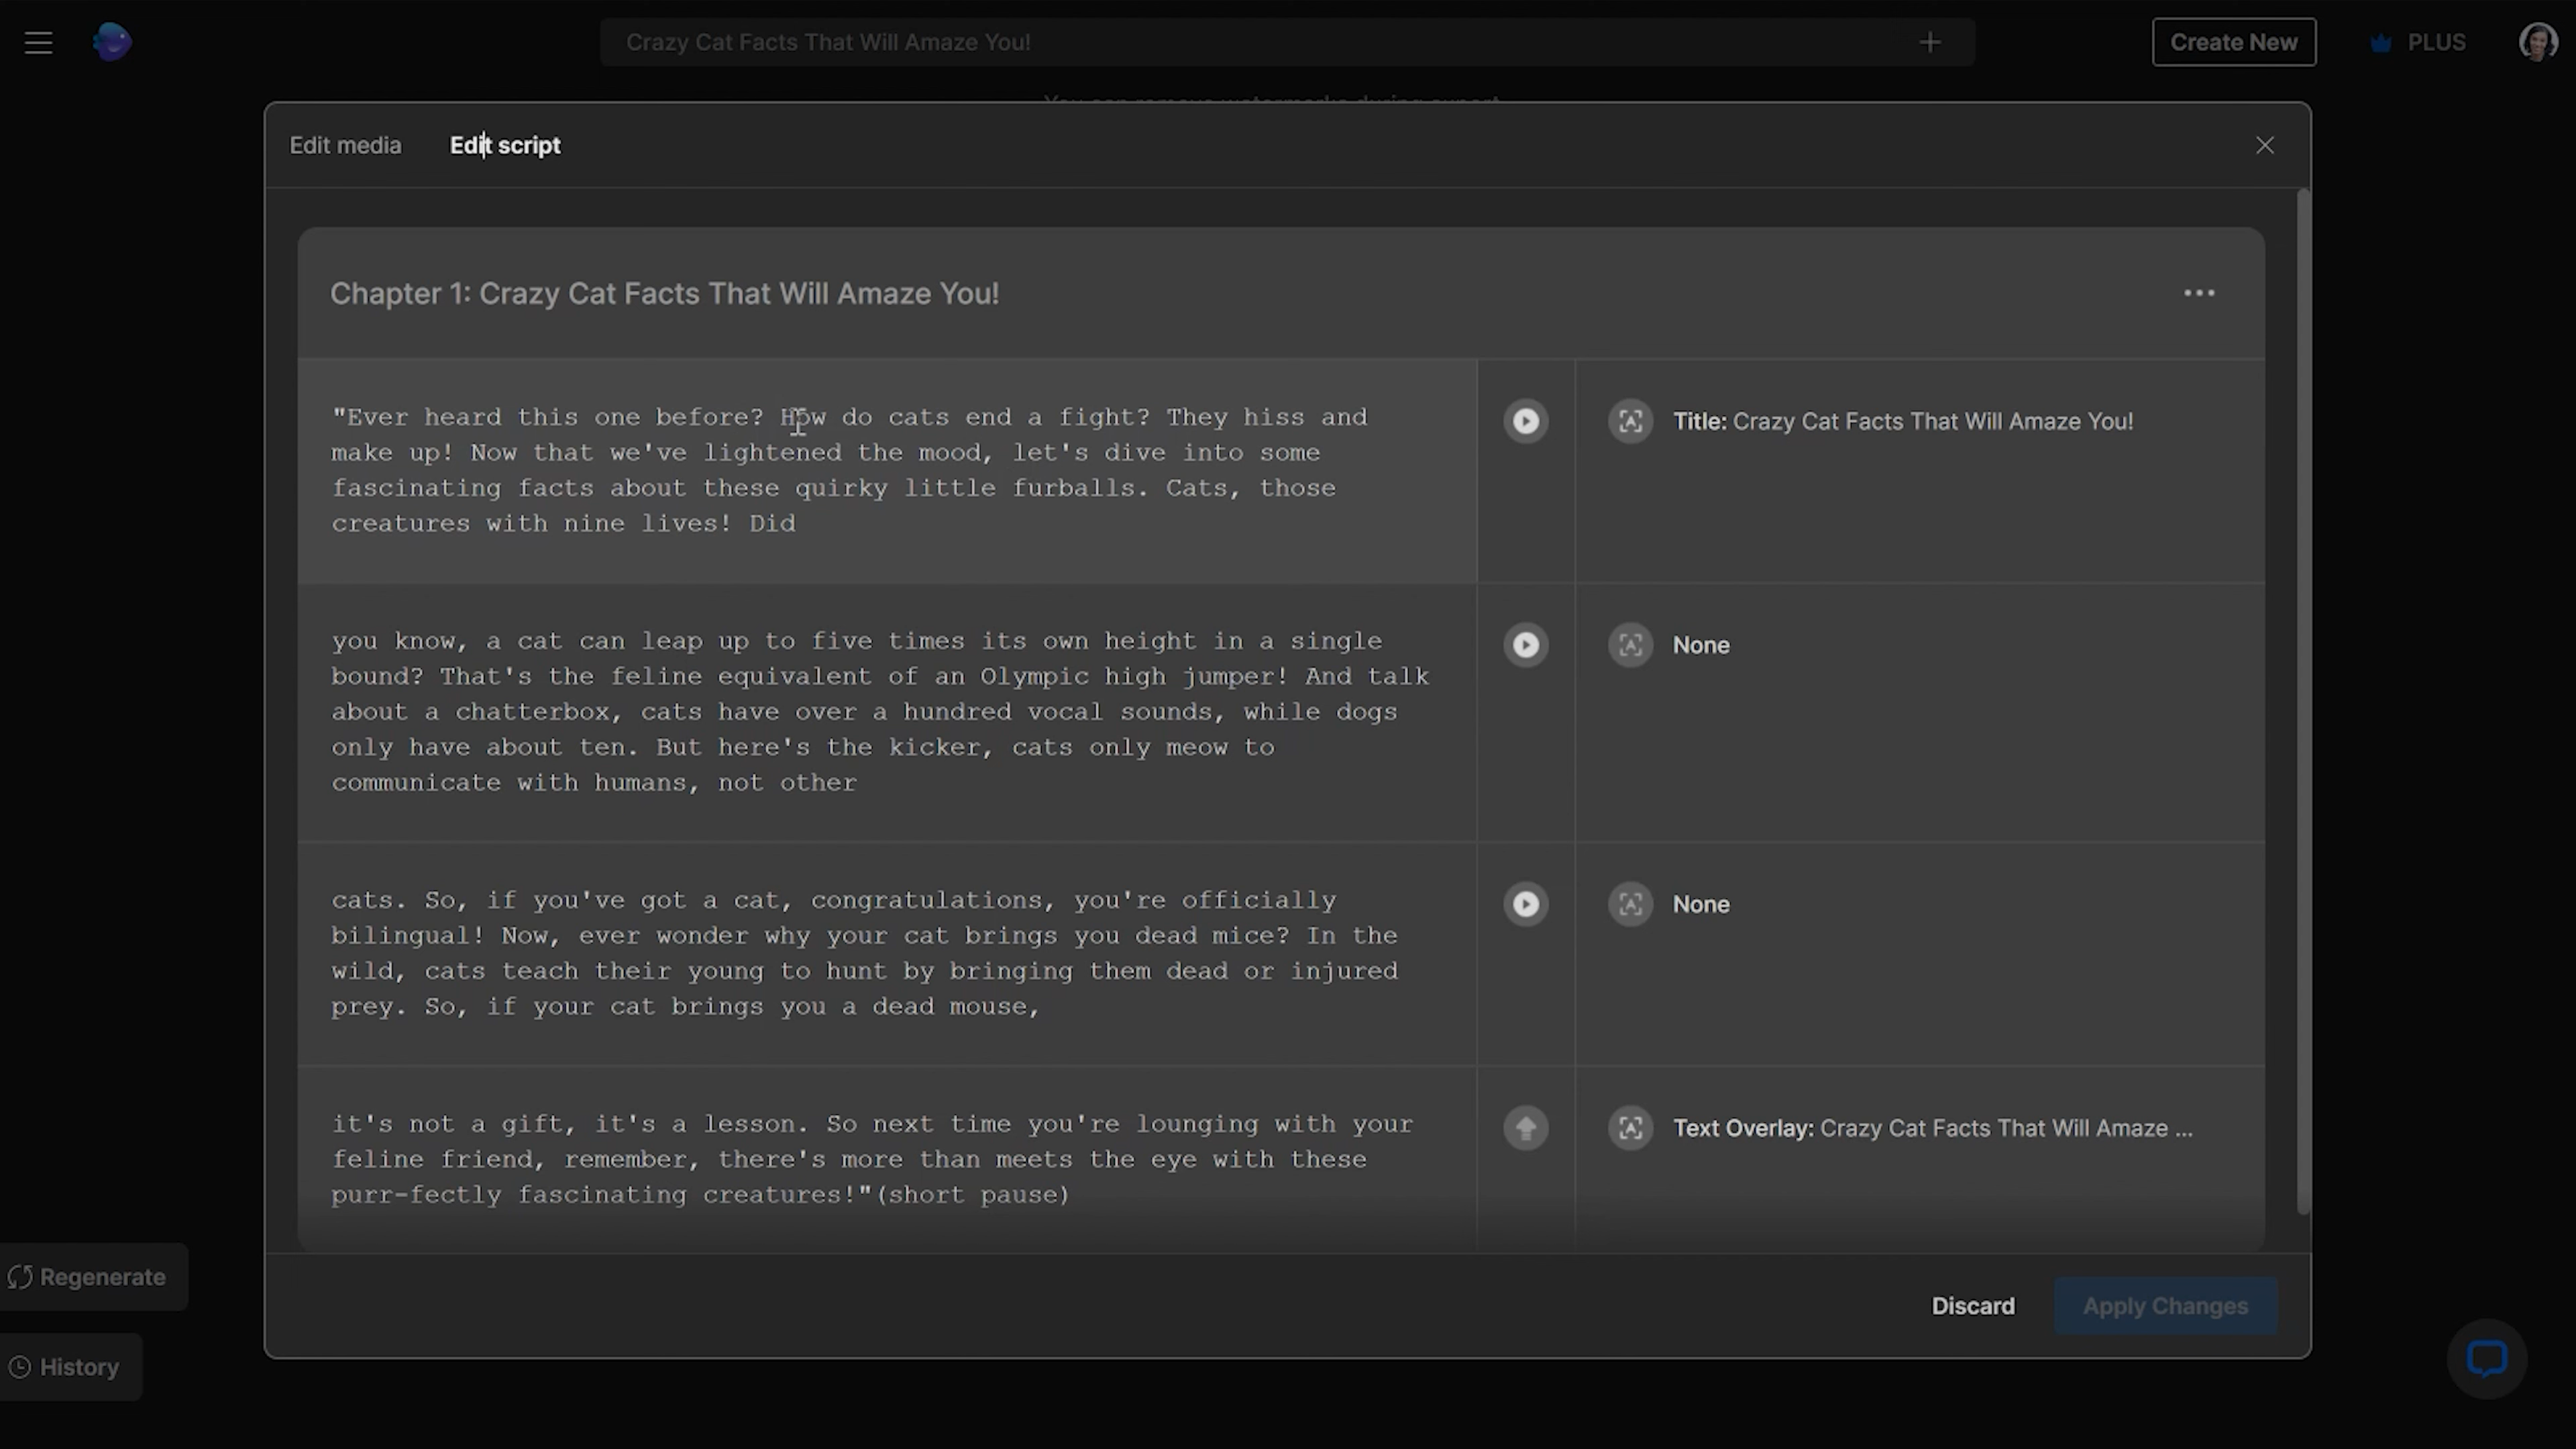 Crazy Cat Facts That Will Amaze You!
Create New
PLUS
Edit media
Edit script
Chapter 1: Crazy Cat Facts That Will Amaze You!
"Ever heard this one before? How do cats end a fight? They hiss and
make up! Now that we've lightened the mood, let's dive into some
fascinating facts about these quirky little furballs. Cats, those
creatures with nine lives! Did
Title: Crazy Cat Facts That Will Amaze You!
you know, a cat can leap up to five times its own height in a single
bound? That's the feline equivalent of an Olympic high jumper! And talk
about a chatterbox, cats have over a hundred vocal sounds, while dogs
only have about ten. But here's the kicker, cats only meow to
communicate with humans, not other
None
cats. So, if you've got a cat, congratulations, you're officially
bilingual! Now, ever wonder why your cat brings you dead mice? In the
wild, cats teach their young to hunt by bringing them dead or injured
prey. So, if your cat brings you a dead mouse,
None
it's not a gift, it's a lesson. So next time you're lounging with your
feline friend, remember, there's more than meets the eye with these
purr-fectly fascinating creatures!"(short pause)
Text Overlay: Crazy Cat Facts That Will Amaze ...
Regenerate
History
Discard
Apply Changes